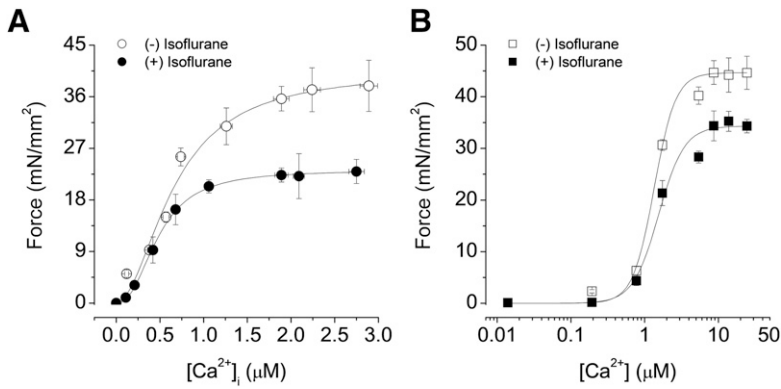 A
(-) Isoflurane
(+) Isoflurane
Force (mN/mm²)
45
36
27
18
9
0
0.0 0.5 1.0 1.5 2.0 2.5 3.0
[Ca²⁺]ᵢ (μM)
B
(-) Isoflurane
(+) Isoflurane
Force (mN/mm²)
50
40
30
20
10
0
0.01 0.1 1 10 50
[Ca²⁺] (μM)